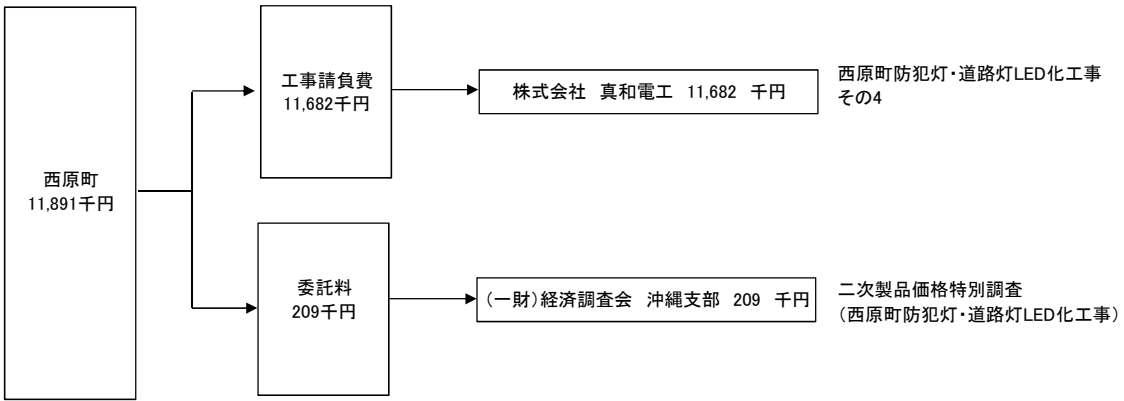 西原町
11,891千円
工事請負費
11,682千円
株式会社 真和電工 11,682 千円
西原町防犯灯・道路灯LED化工事
その4
委託料
209千円
(一財)経済調査会 沖縄支部 209 千円
二次製品価格特別調査
(西原町防犯灯・道路灯LED化工事)